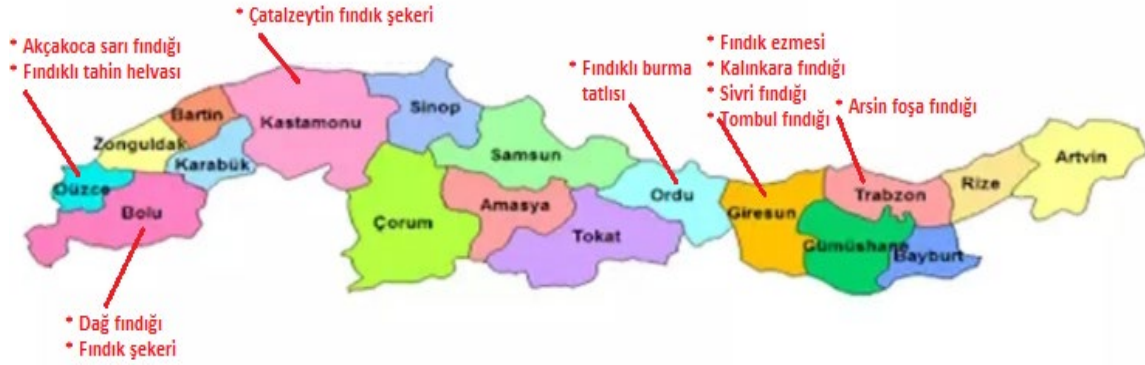 * Çatalzeytin fındık şekeri
* Akçakoca sarı fındığı
* Fındıklı tahin helvası
* Fındıklı burma
tatlısı
* Fındık ezmesi
* Kalınkara fındığı
* Sivri fındığı
* Tombul fındığı
* Arsin foşa fındığı
Bartın
Zonguldak
Karabük
Kastamonu
Sinop
Samsun
Düzce
Bolu
Çorum
Amasya
Tokat
Ordu
Giresun
Trabzon
Gümüşhane
Bayburt
Rize
Artvin
* Dağ fındığı
* Fındık şekeri